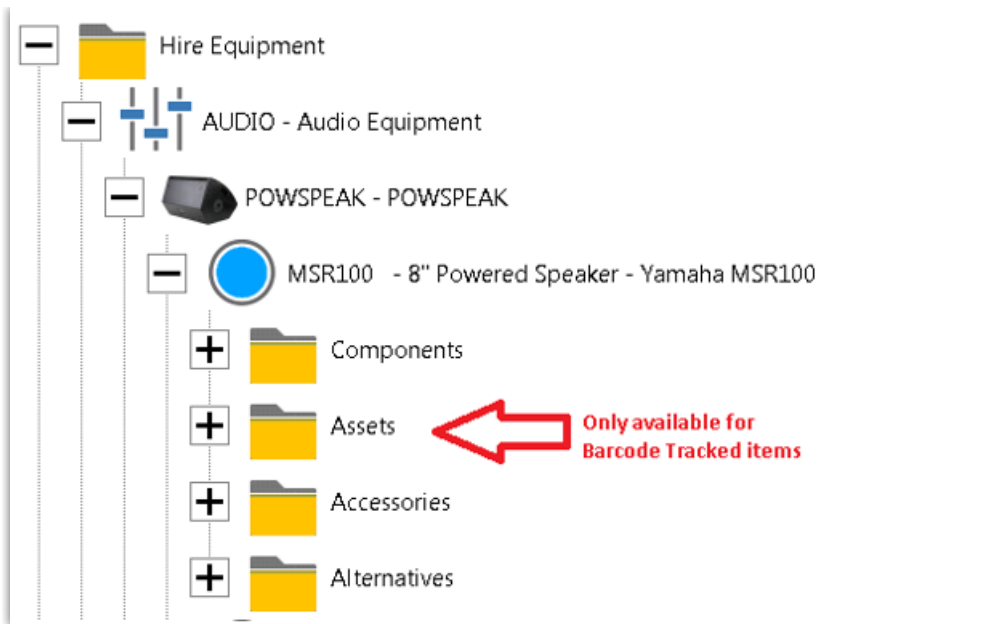 Hire Equipment
AUDIO - Audio Equipment
POWSPEAK - POWSPEAK
MSR100 - 8" Powered Speaker - Yamaha MSR100
Components
Assets
Only available for
Barcode Tracked items
Accessories
Alternatives